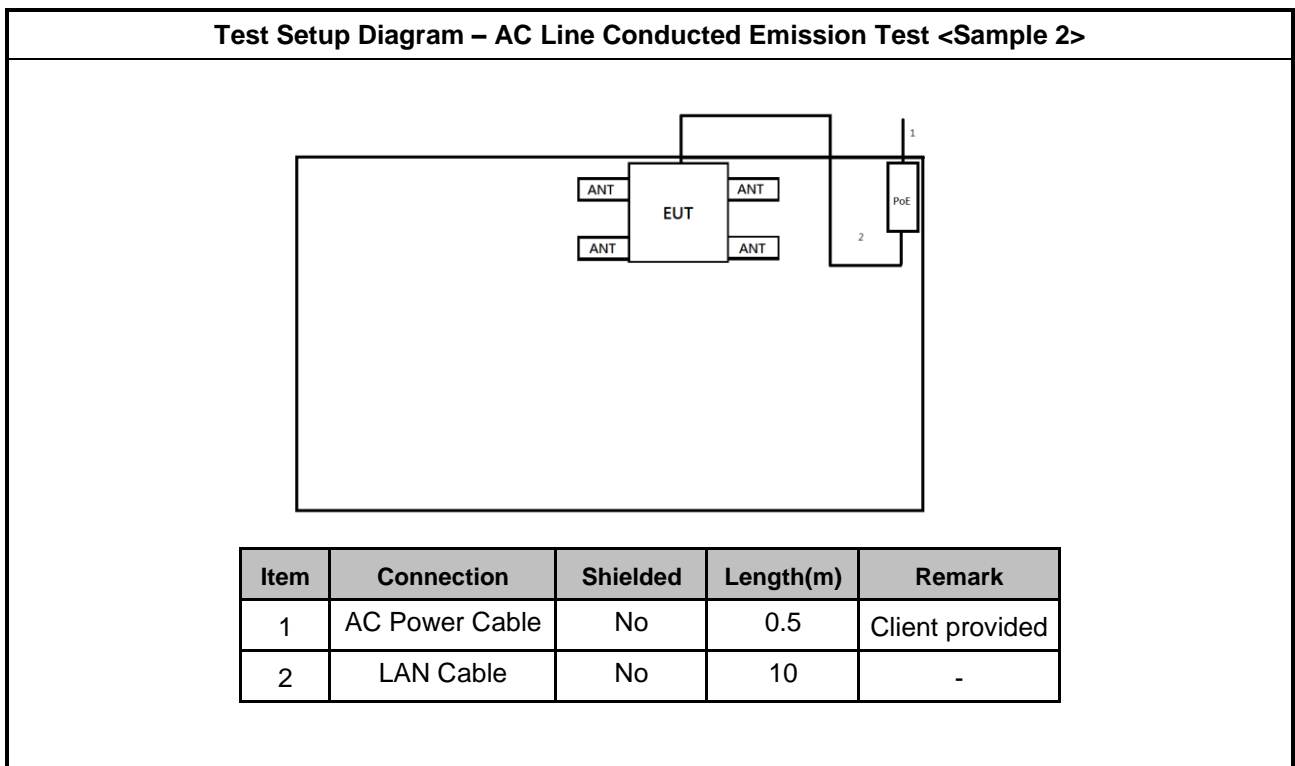 Test Setup Diagram – AC Line Conducted Emission Test <Sample 2>
1
ANT
ANT
EUT
PoE
ANT
ANT
2
Item Connection Shielded Length(m) Remark
1 AC Power Cable No 0.5 Client provided
2 LAN Cable No 10 -